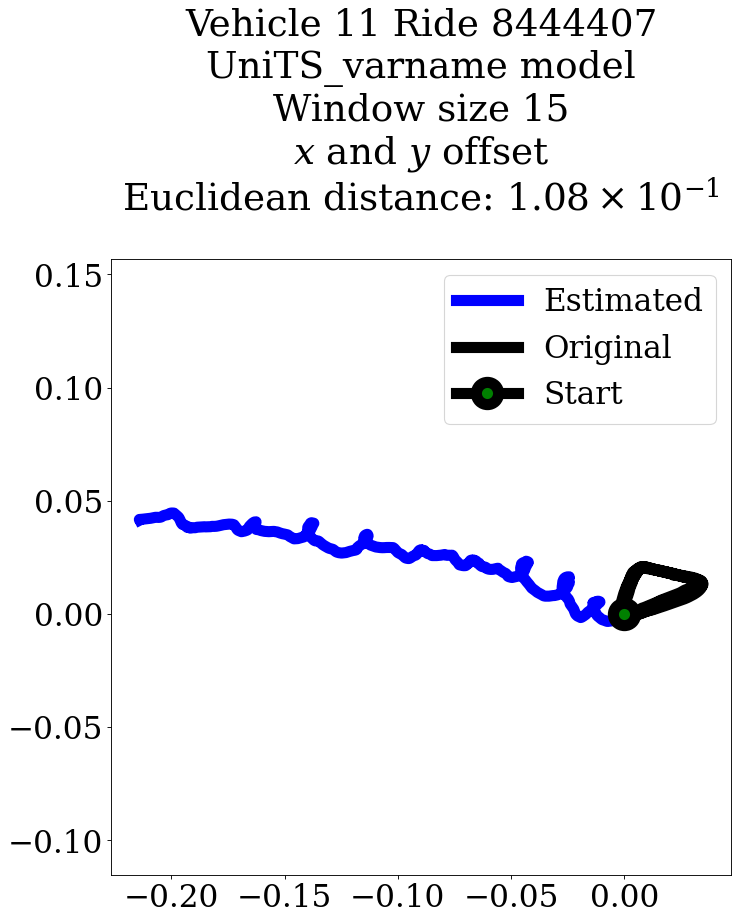 Vehicle 11 Ride 8444407
UniTS_varname model
Window size 15
x and y offset
Euclidean distance: 1.08 × 10⁻¹
Estimated
Original
Start
0.15
0.10
0.05
0.00
−0.05
−0.10
−0.20 −0.15 −0.10 −0.05 0.00